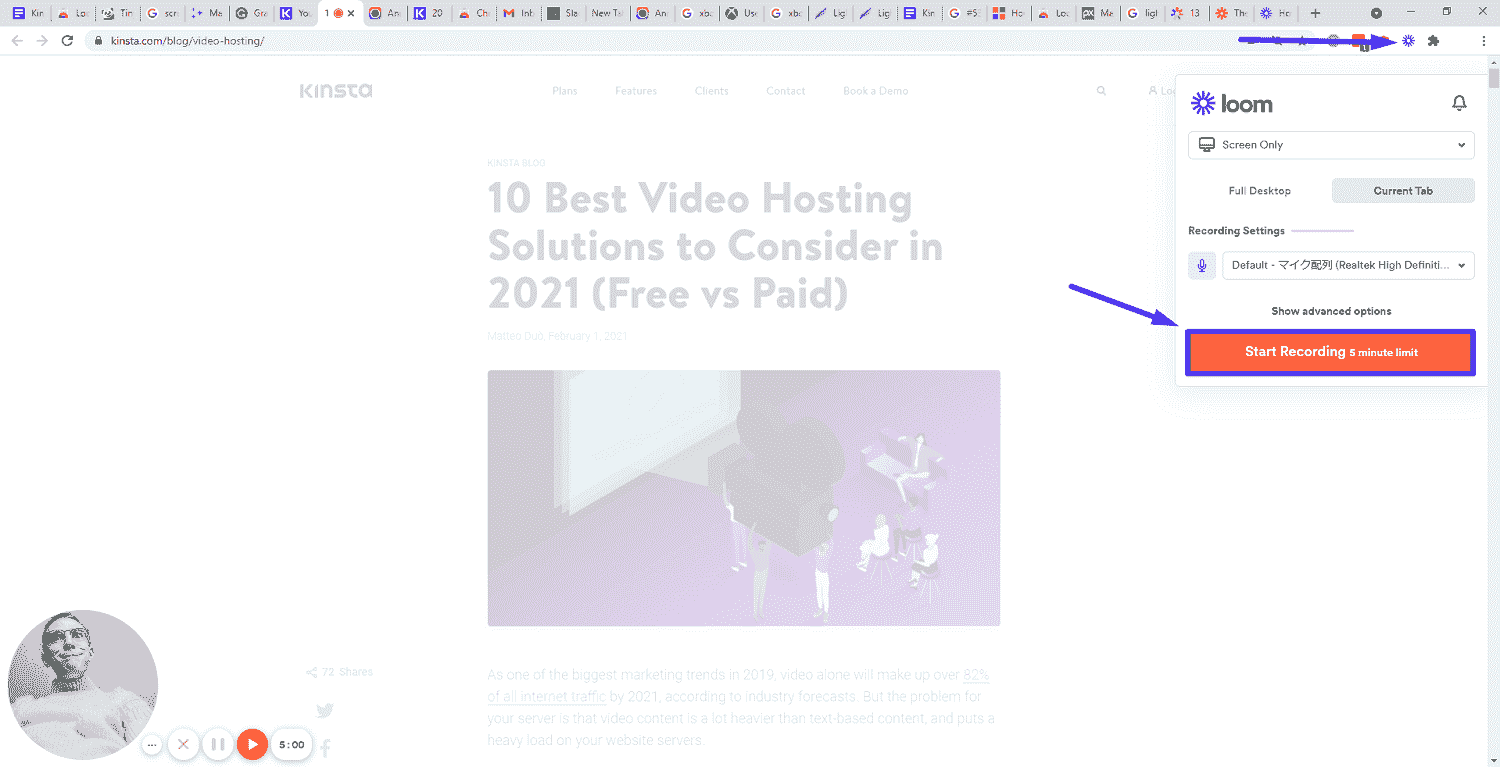 Kin
Lo
Tin
scr
Ma
Gra
Yo
1
An
20
Ch
Inb
Sla
New Ta
An
xb
Use
xb
Lig
Lig
Kin
#5
Ho
Lo
Ma
ligh
13
The
Ho
kinsta.com/blog/video-hosting/
KINSTA
Plans
Features
Clients
Contact
Book a Demo
Lo
loom
Screen Only
Full Desktop
Current Tab
Recording Settings
Default - マイク配列 (Realtek High Definiti...
Show advanced options
Start Recording 5 minute limit
KINSTA BLOG
10 Best Video Hosting
Solutions to Consider in
2021 (Free vs Paid)
Matteo Duò, February 1, 2021
72 Shares
As one of the biggest marketing trends in 2019, video alone will make up over 82%
of all internet traffic by 2021, according to industry forecasts. But the problem for
your server is that video content is a lot heavier than text-based content, and puts a
heavy load on your website servers.
5:00